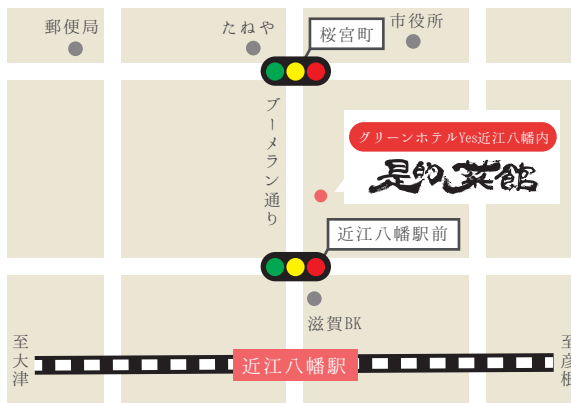 郵便局
たねや
桜宮町
市役所
ブーメラン通り
グリーンホテルYes近江八幡内
是的菜館
近江八幡駅前
滋賀BK
至大津
近江八幡駅
至彦根